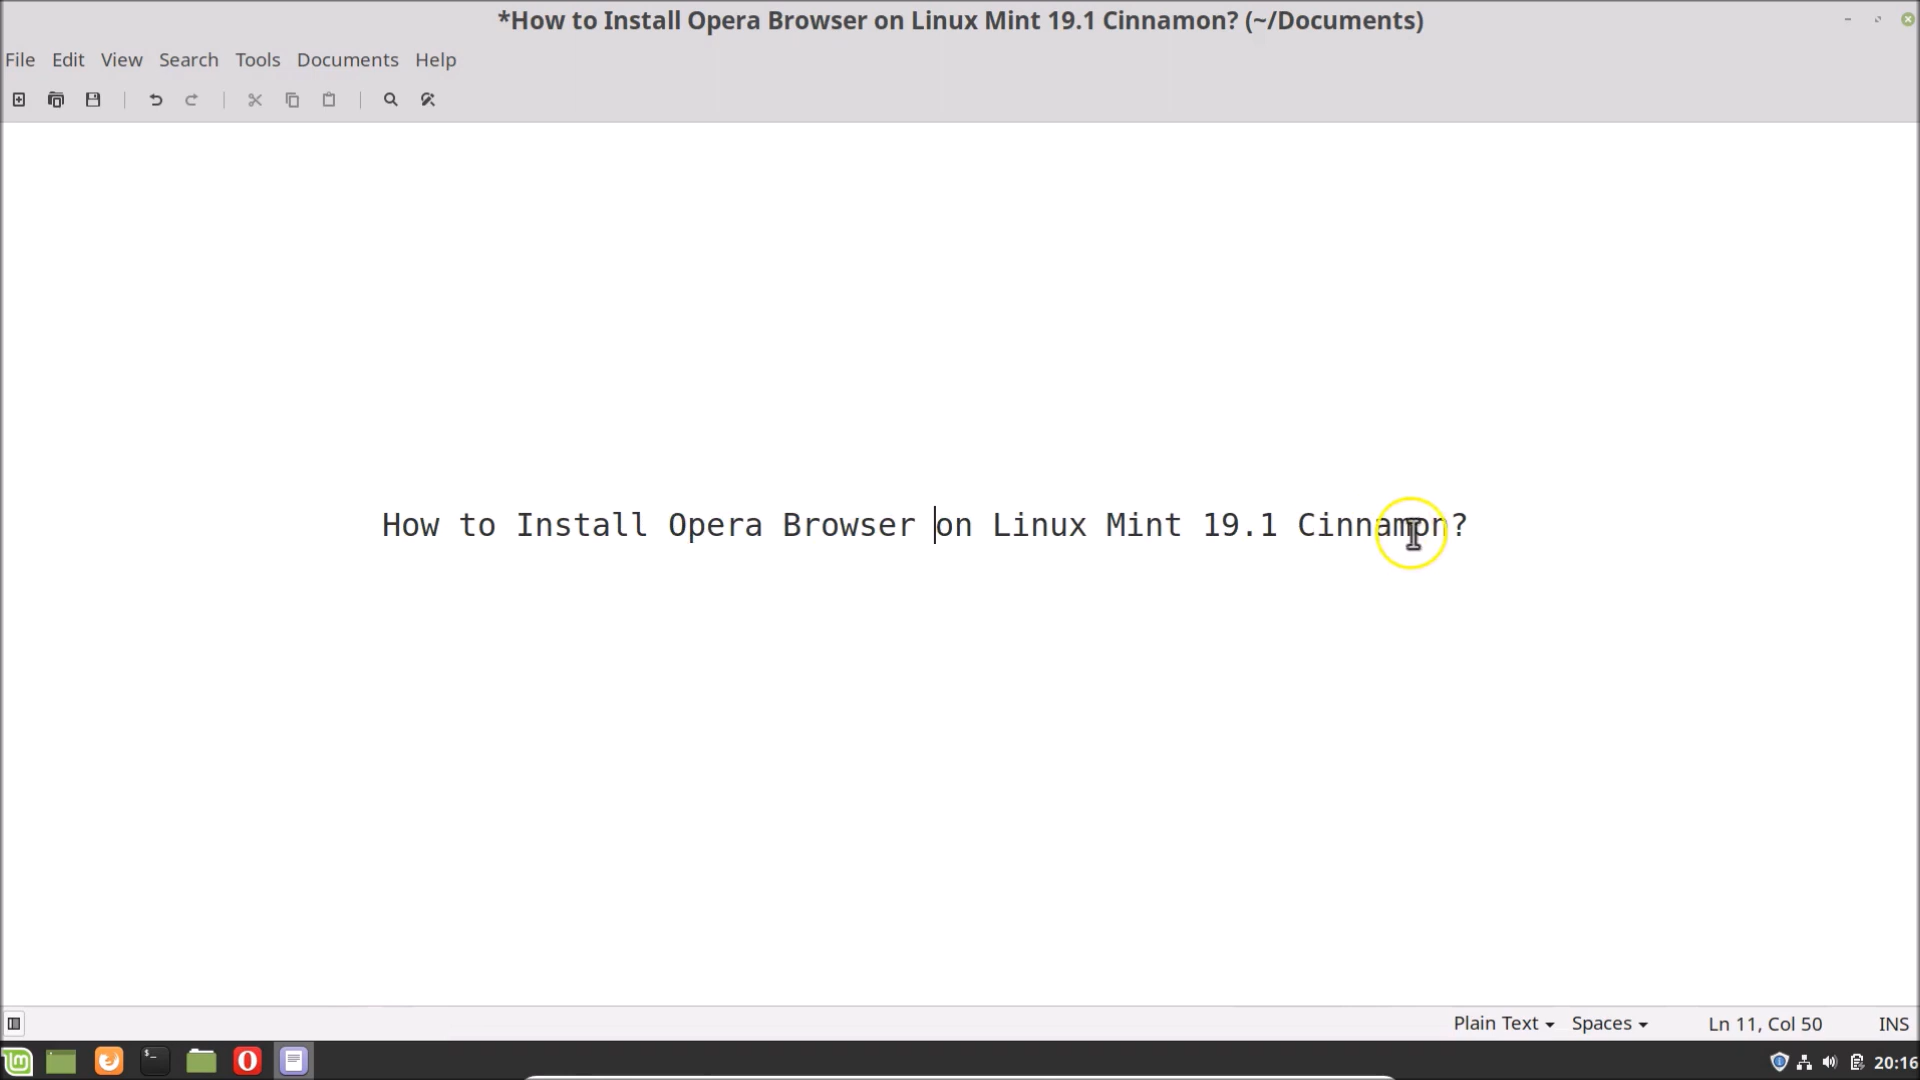 *How to Install Opera Browser on Linux Mint 19.1 Cinnamon? (~/Documents)
File Edit View Search Tools Documents Help
How to Install Opera Browser on Linux Mint 19.1 Cinnamon?
Plain Text Spaces Ln 11, Col 50 INS
20:16